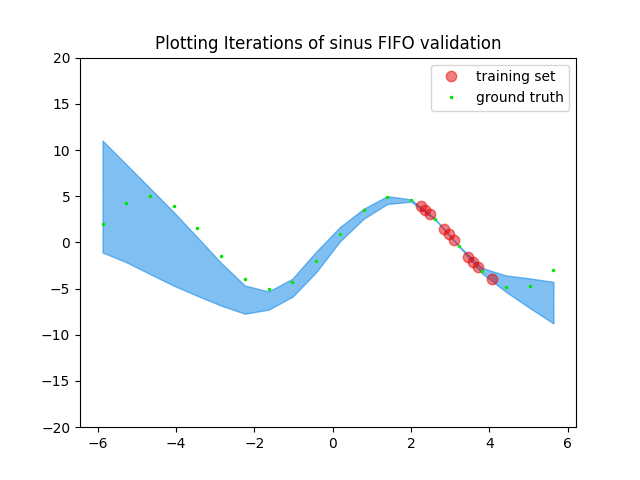 Plotting Iterations of sinus FIFO validation
training set
ground truth
20
15
10
5
0
−5
−10
−15
−20
−6 −4 −2 0 2 4 6